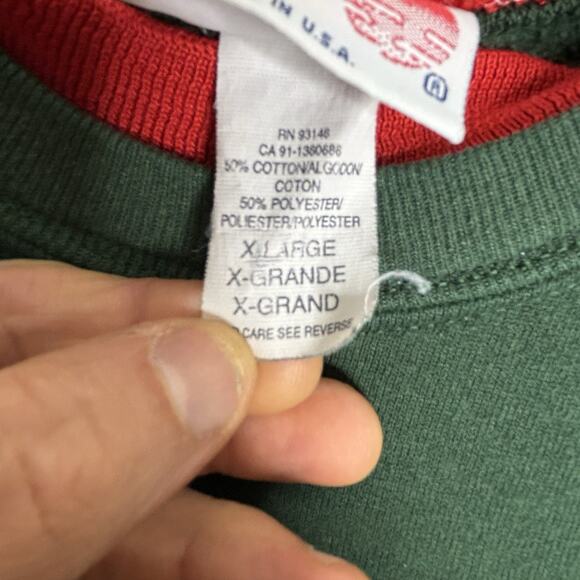 IN U.S.A.
R
RN 93146
CA 91-1380686
50% COTTON/ALGODON/
COTON
50% POLYESTER/
POLIESTER/POLYESTER
X-LARGE
X-GRANDE
X-GRAND
CARE SEE REVERSE